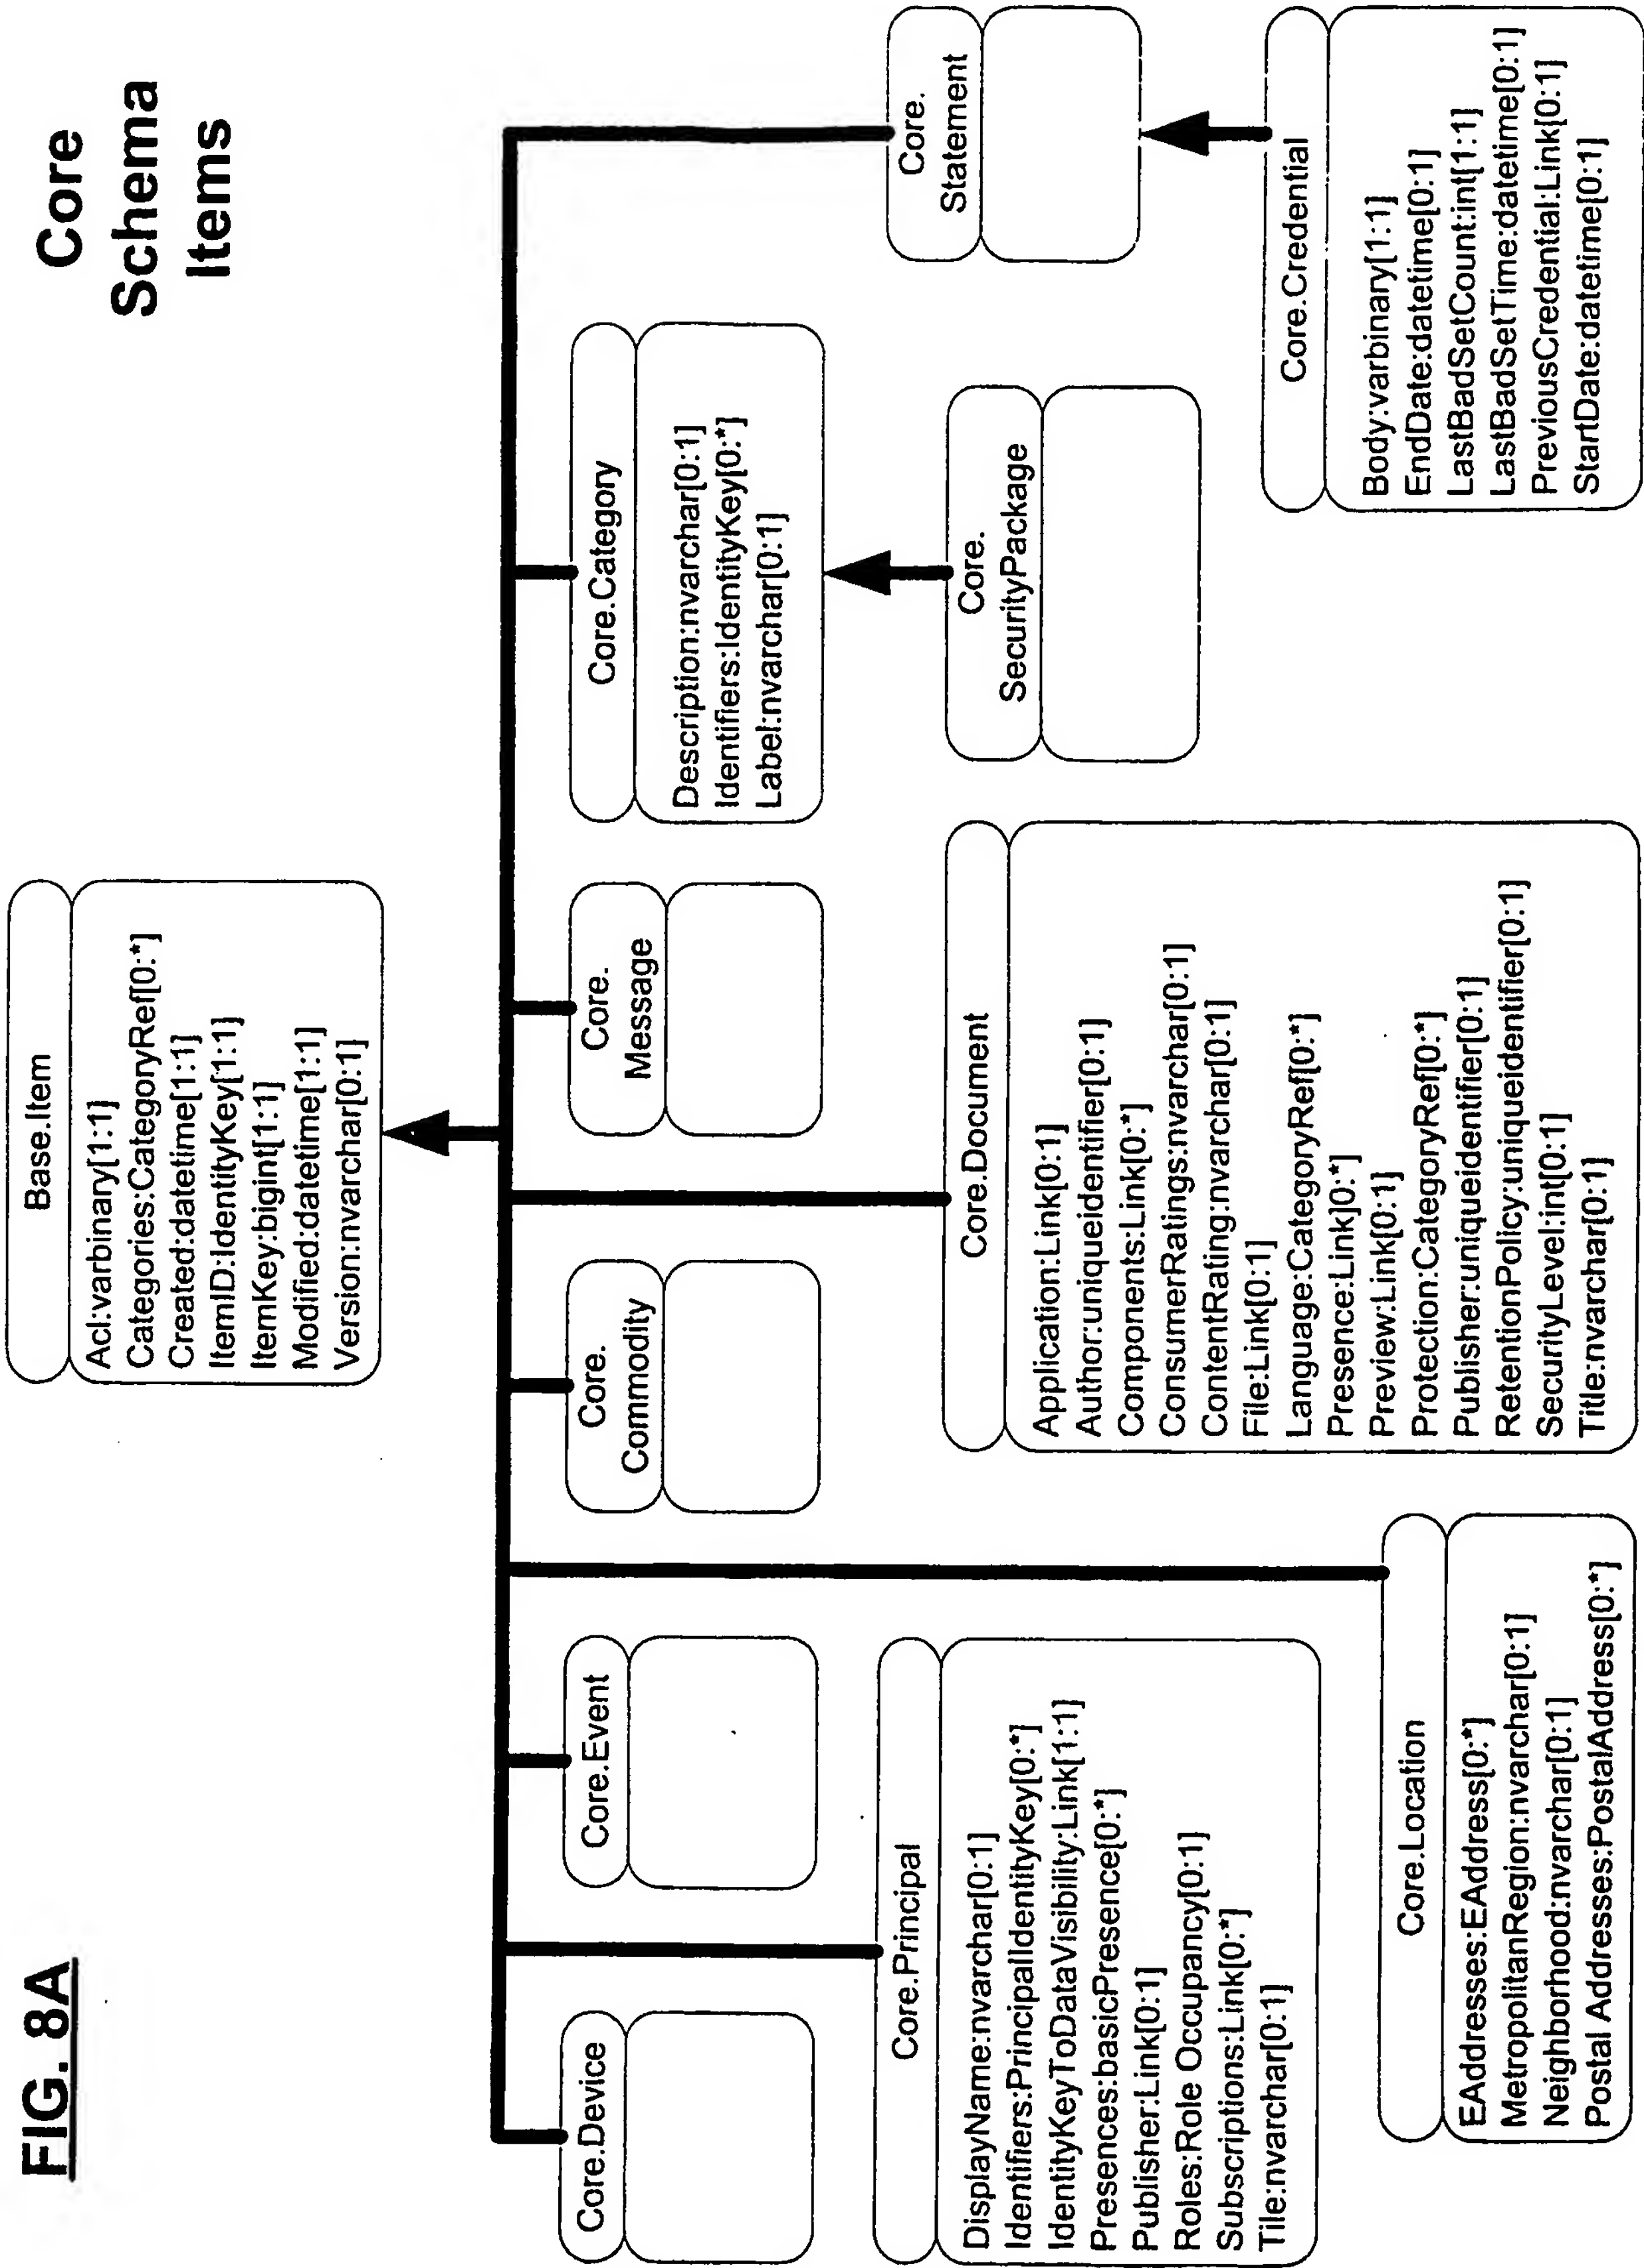 FIG. 8A
Core
Schema
Items
Base.Item
Acl:varbinary[1:1]
Categories:CategoryRef[0:*]
Created:datetime[1:1]
ItemID:IdentityKey[1:1]
ItemKey:bigint[1:1]
Modified:datetime[1:1]
Version:nvarchar[0:1]
Core.Device
Core.Event
Core.
Commodity
Core.
Message
Core.Category
Description:nvarchar[0:1]
Identifiers:IdentityKey[0:*]
Label:nvarchar[0:1]
Core.
Statement
Core.Principal
DisplayName:nvarchar[0:1]
Identifiers:PrincipalIdentityKey[0:*]
IdentityKeyToDataVisibility:Link[1:1]
Presences:basicPresence[0:*]
Publisher:Link[0:1]
Roles:Role Occupancy[0:1]
Subscriptions:Link[0:*]
Tile:nvarchar[0:1]
Core.Document
Application:Link[0:1]
Author:uniqueidentifier[0:1]
Components:Link[0:*]
ConsumerRatings:nvarchar[0:1]
ContentRating:nvarchar[0:1]
File:Link[0:1]
Language:CategoryRef[0:*]
Presence:Link]0:*]
Preview:Link[0:1]
Protection:CategoryRef[0:*]
Publisher:uniqueidentifier[0:1]
RetentionPolicy:uniqueidentifier[0:1]
SecurityLevel:int[0:1]
Title:nvarchar[0:1]
Core.
SecurityPackage
Core.Credential
Body:varbinary[1:1]
EndDate:datetime[0:1]
LastBadSetCount:int[1:1]
LastBadSetTime:datetime[0:1]
PreviousCredential:Link[0:1]
StartDate:datetime[0:1]
Core.Location
EAddresses:EAddress[0:*]
MetropolitanRegion:nvarchar[0:1]
Neighborhood:nvarchar[0:1]
Postal Addresses:PostalAddress[0:*]